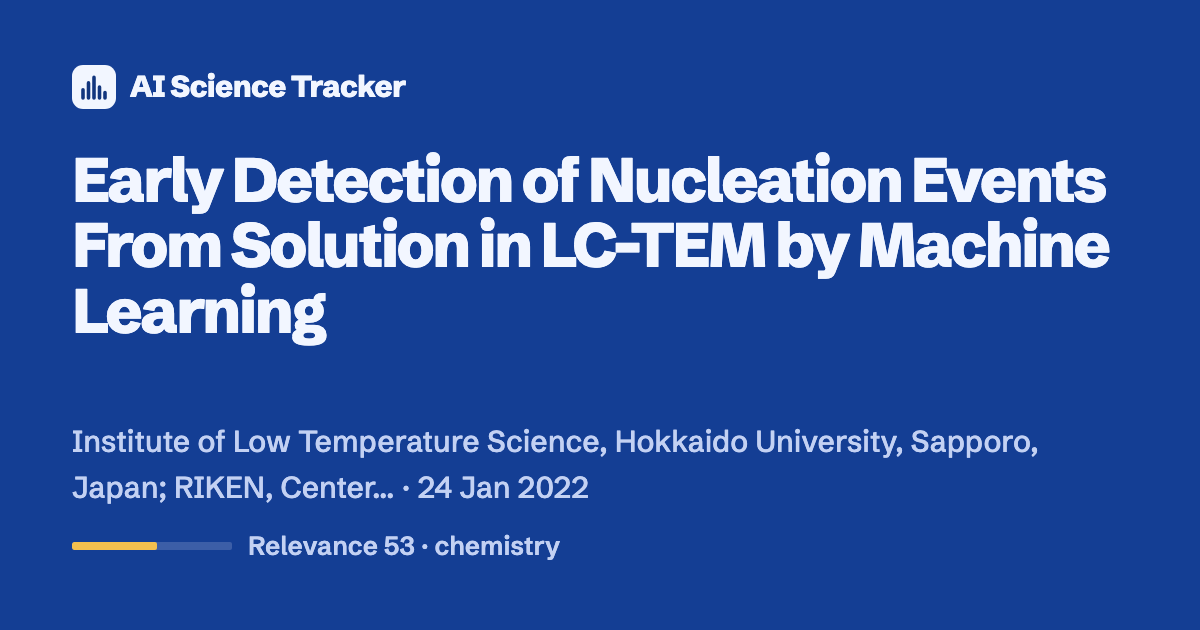 AI Science Tracker
Early Detection of Nucleation Events
From Solution in LC-TEM by Machine
Learning
Institute of Low Temperature Science, Hokkaido University, Sapporo,
Japan; RIKEN, Center... · 24 Jan 2022
Relevance 53 · chemistry